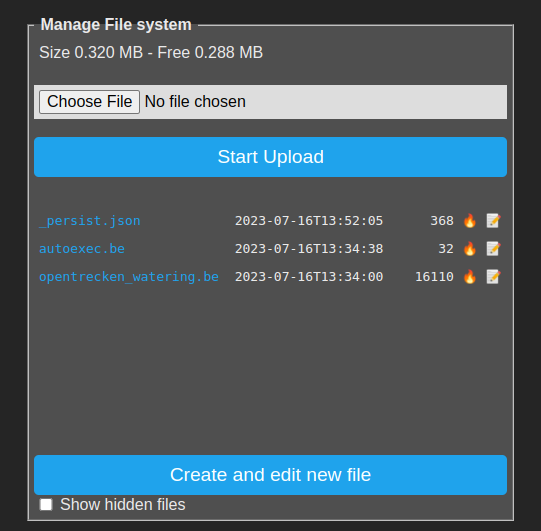 Manage File system
Size 0.320 MB - Free 0.288 MB
Choose File No file chosen
Start Upload
_persist.json 2023-07-16T13:52:05 368 🔥 📝
autoexec.be 2023-07-16T13:34:38 32 🔥 📝
opentrecken_watering.be 2023-07-16T13:34:00 16110 🔥 📝
Create and edit new file
Show hidden files